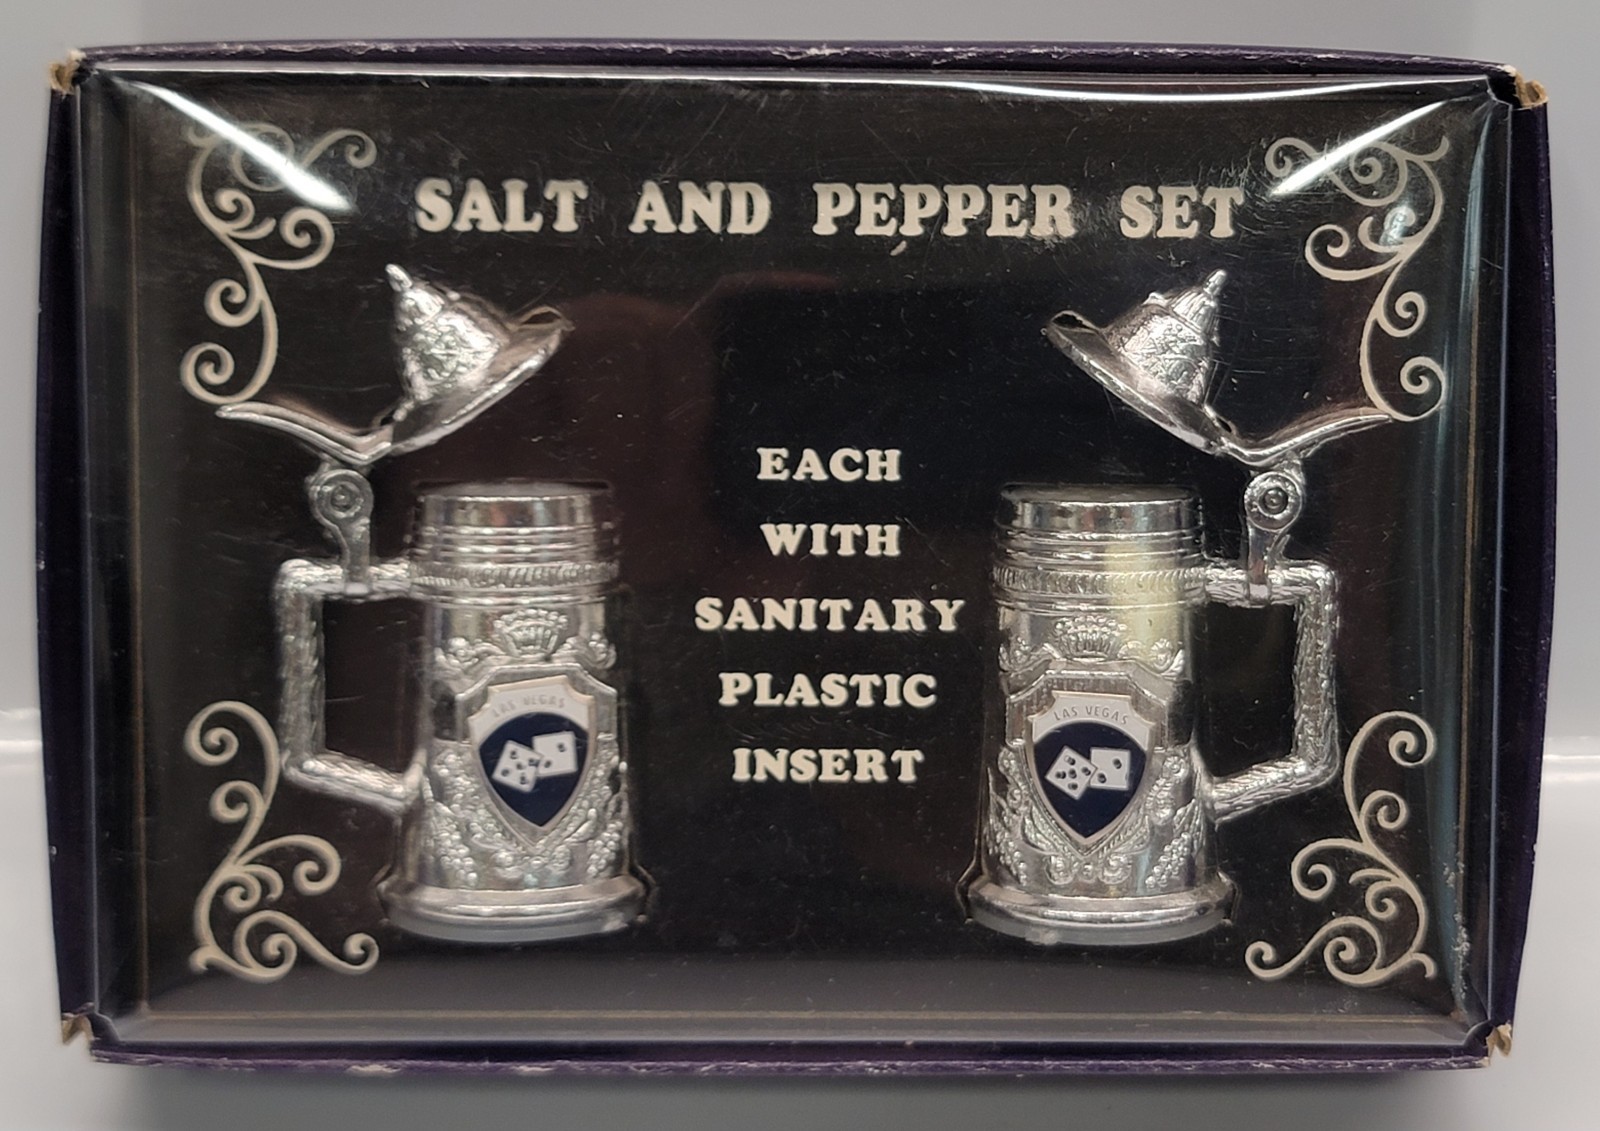 SALT AND PEPPER SET
EACH
WITH
SANITARY
PLASTIC
INSERT
LAS VEGAS
LAS VEGAS